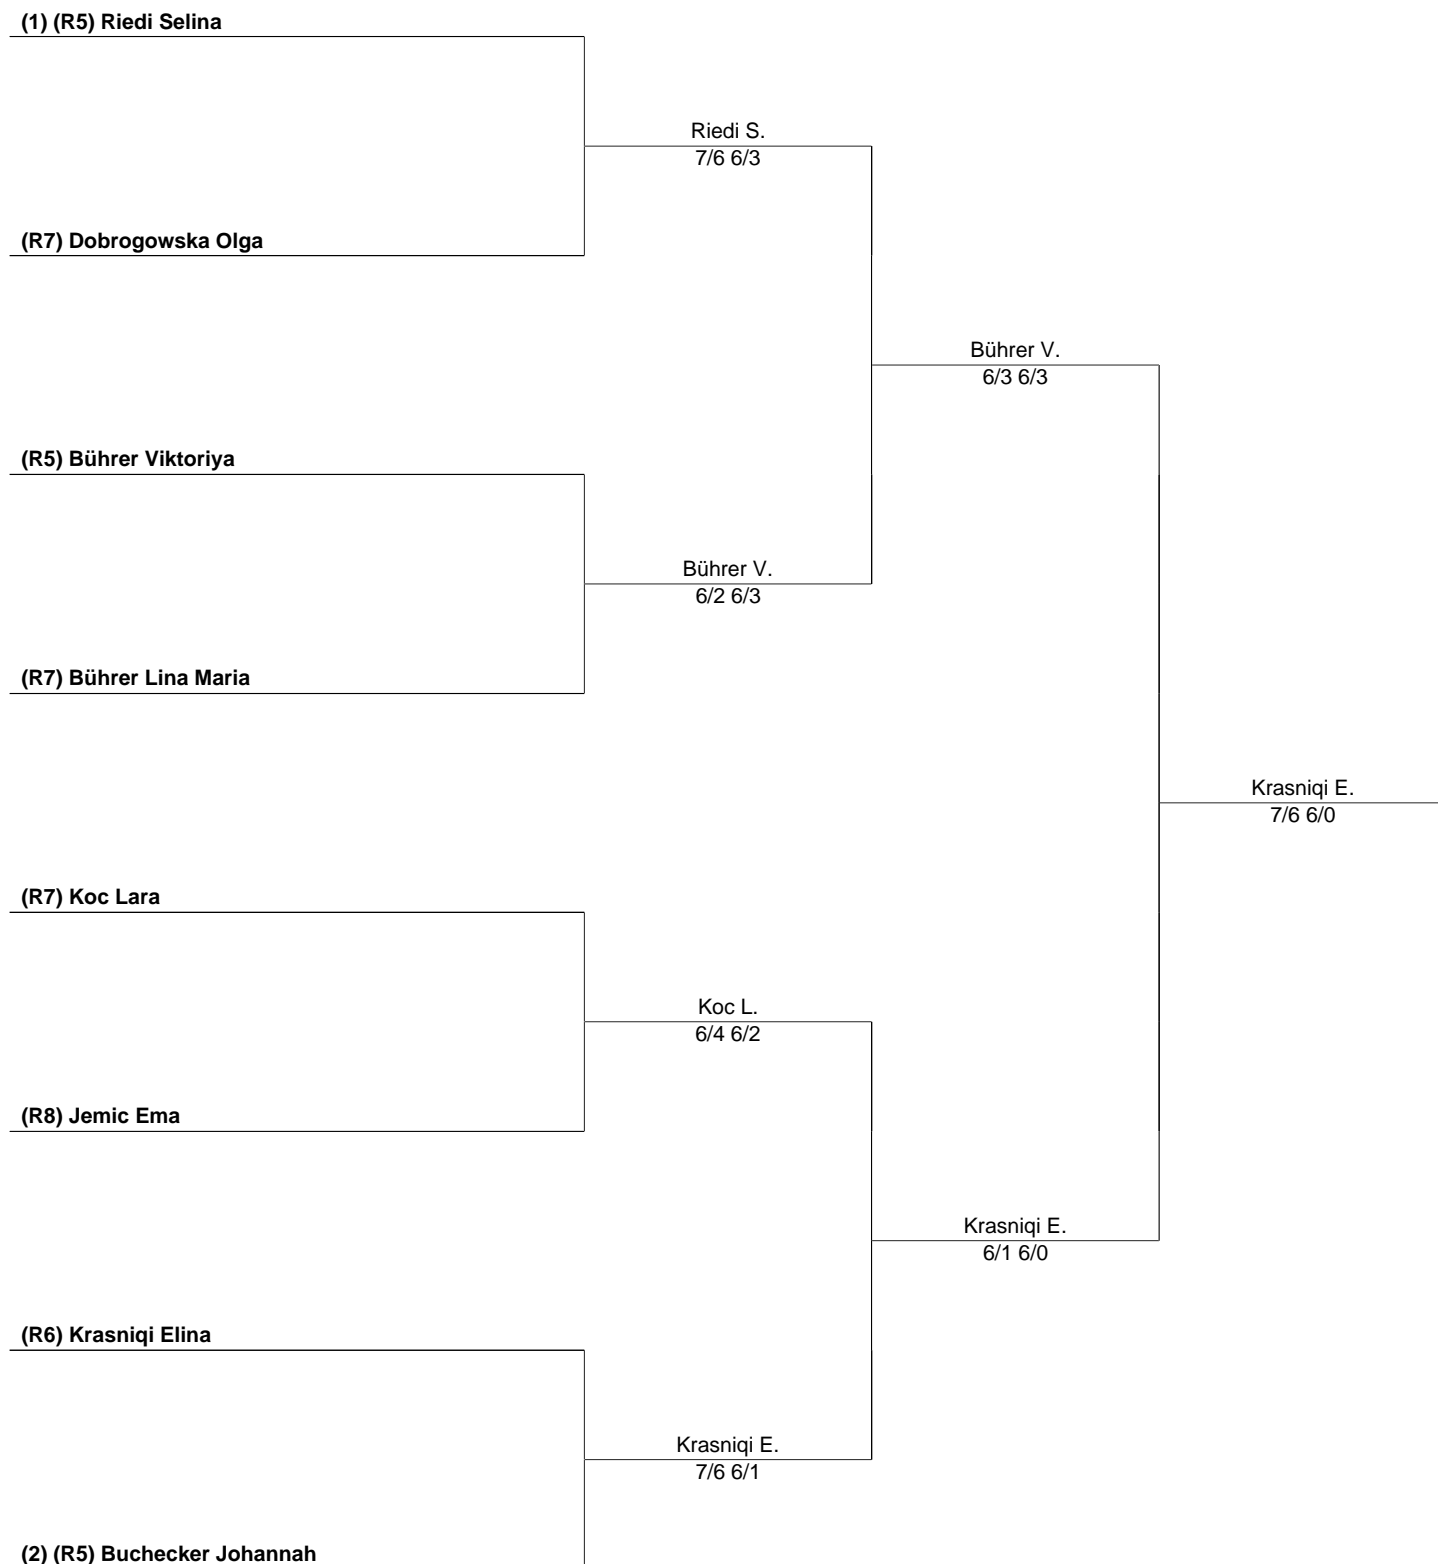 (1) (R5) Riedi Selina
Riedi S.
7/6 6/3
(R7) Dobrogowska Olga
Bührer V.
6/3 6/3
(R5) Bührer Viktoriya
Bührer V.
6/2 6/3
(R7) Bührer Lina Maria
Krasniqi E.
7/6 6/0
(R7) Koc Lara
Koc L.
6/4 6/2
(R8) Jemic Ema
Krasniqi E.
6/1 6/0
(R6) Krasniqi Elina
Krasniqi E.
7/6 6/1
(2) (R5) Buchecker Johannah